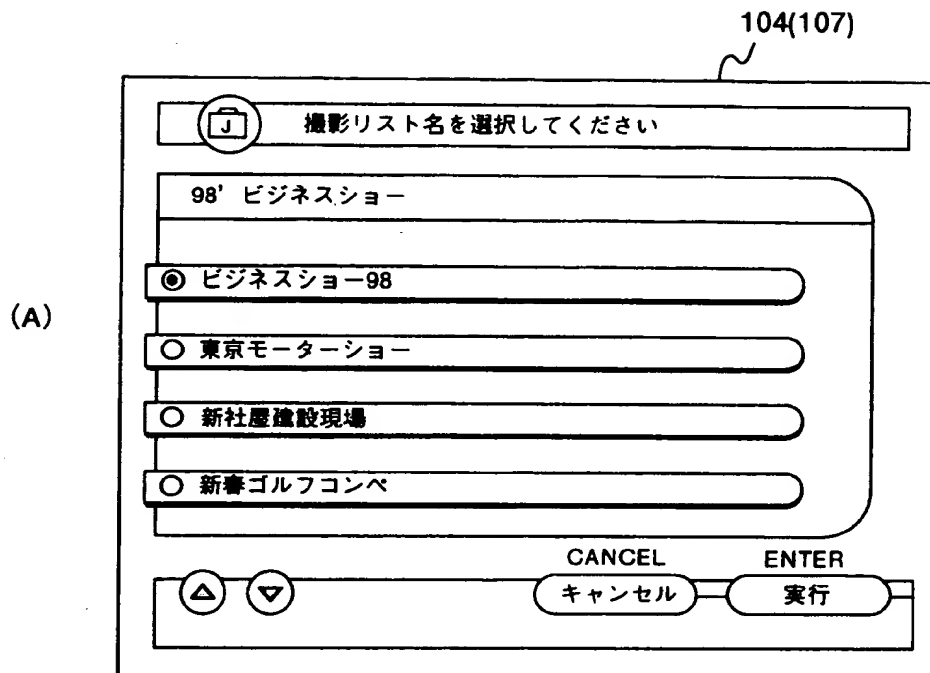 104(107)
J
撮影リスト名を選択してください
98' ビジネスショー
ビジネスショー98
(A)
東京モーターショー
新社屋建設現場
新春ゴルフコンペ
CANCEL ENTER
キャンセル 実行